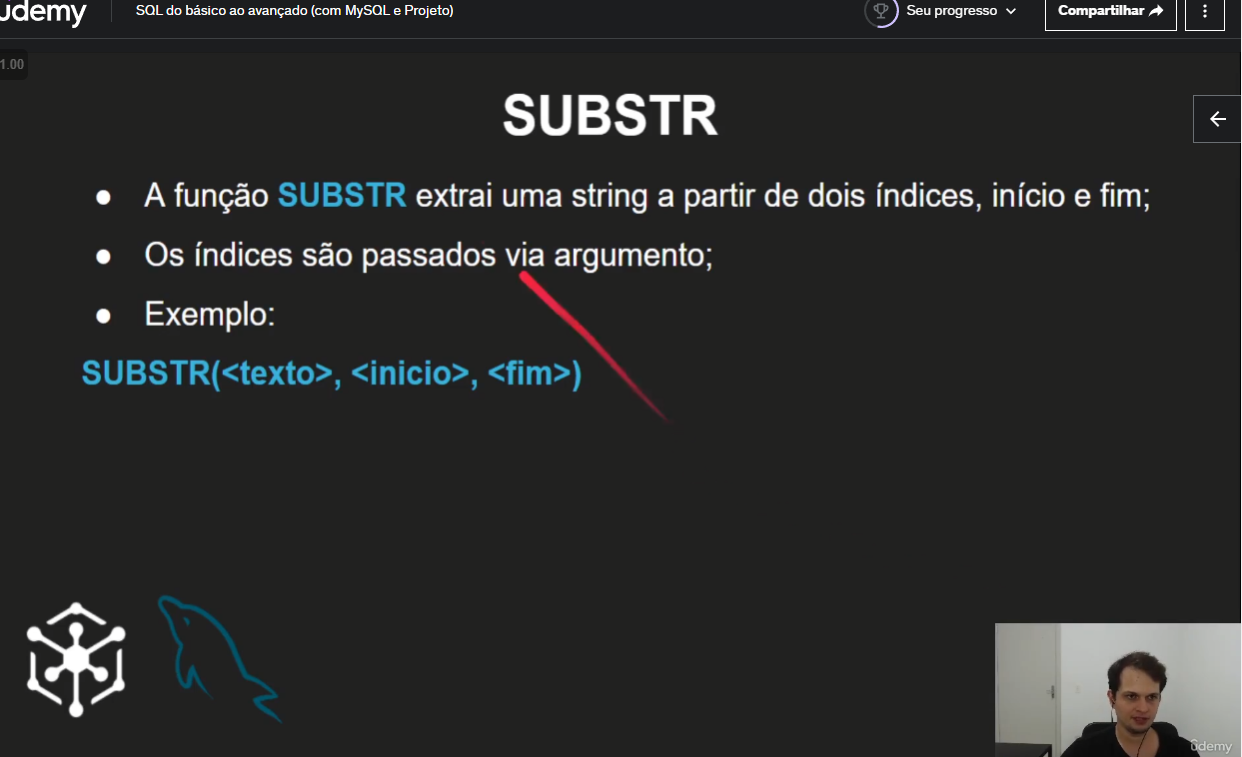 udemy
SQL do básico ao avançado (com MySQL e Projeto)
Seu progresso
Compartilhar
1.00
SUBSTR
● A função SUBSTR extrai uma string a partir de dois índices, início e fim;
● Os índices são passados via argumento;
● Exemplo:
SUBSTR(<texto>, <inicio>, <fim>)
ûdemy